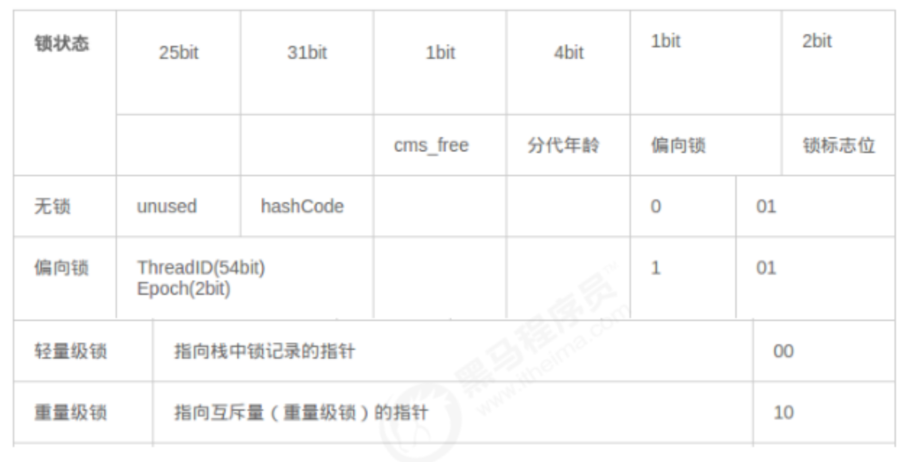 锁状态 25bit 31bit 1bit 4bit 1bit 2bit
cms_free 分代年龄 偏向锁 锁标志位
无锁 unused hashCode 0 01
偏向锁 ThreadID(54bit) 1 01
Epoch(2bit)
轻量级锁 指向栈中锁记录的指针 00
重量级锁 指向互斥量（重量级锁）的指针 10
黑马程序员
www.itheima.com